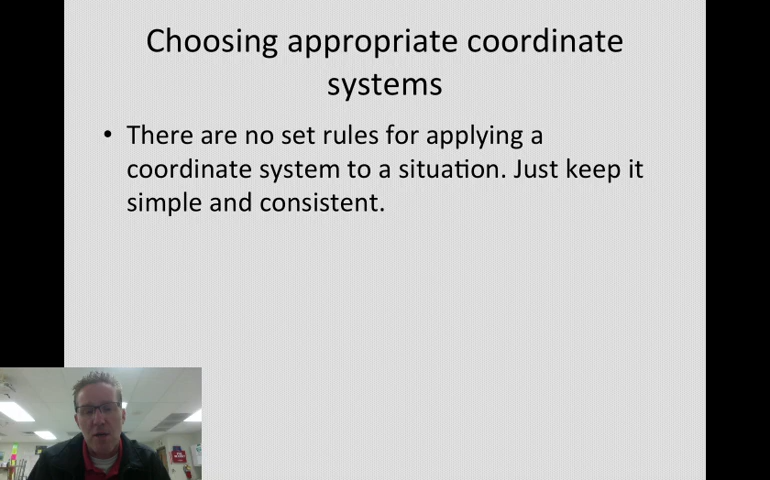 Choosing appropriate coordinate
systems
• There are no set rules for applying a
coordinate system to a situation. Just keep it
simple and consistent.